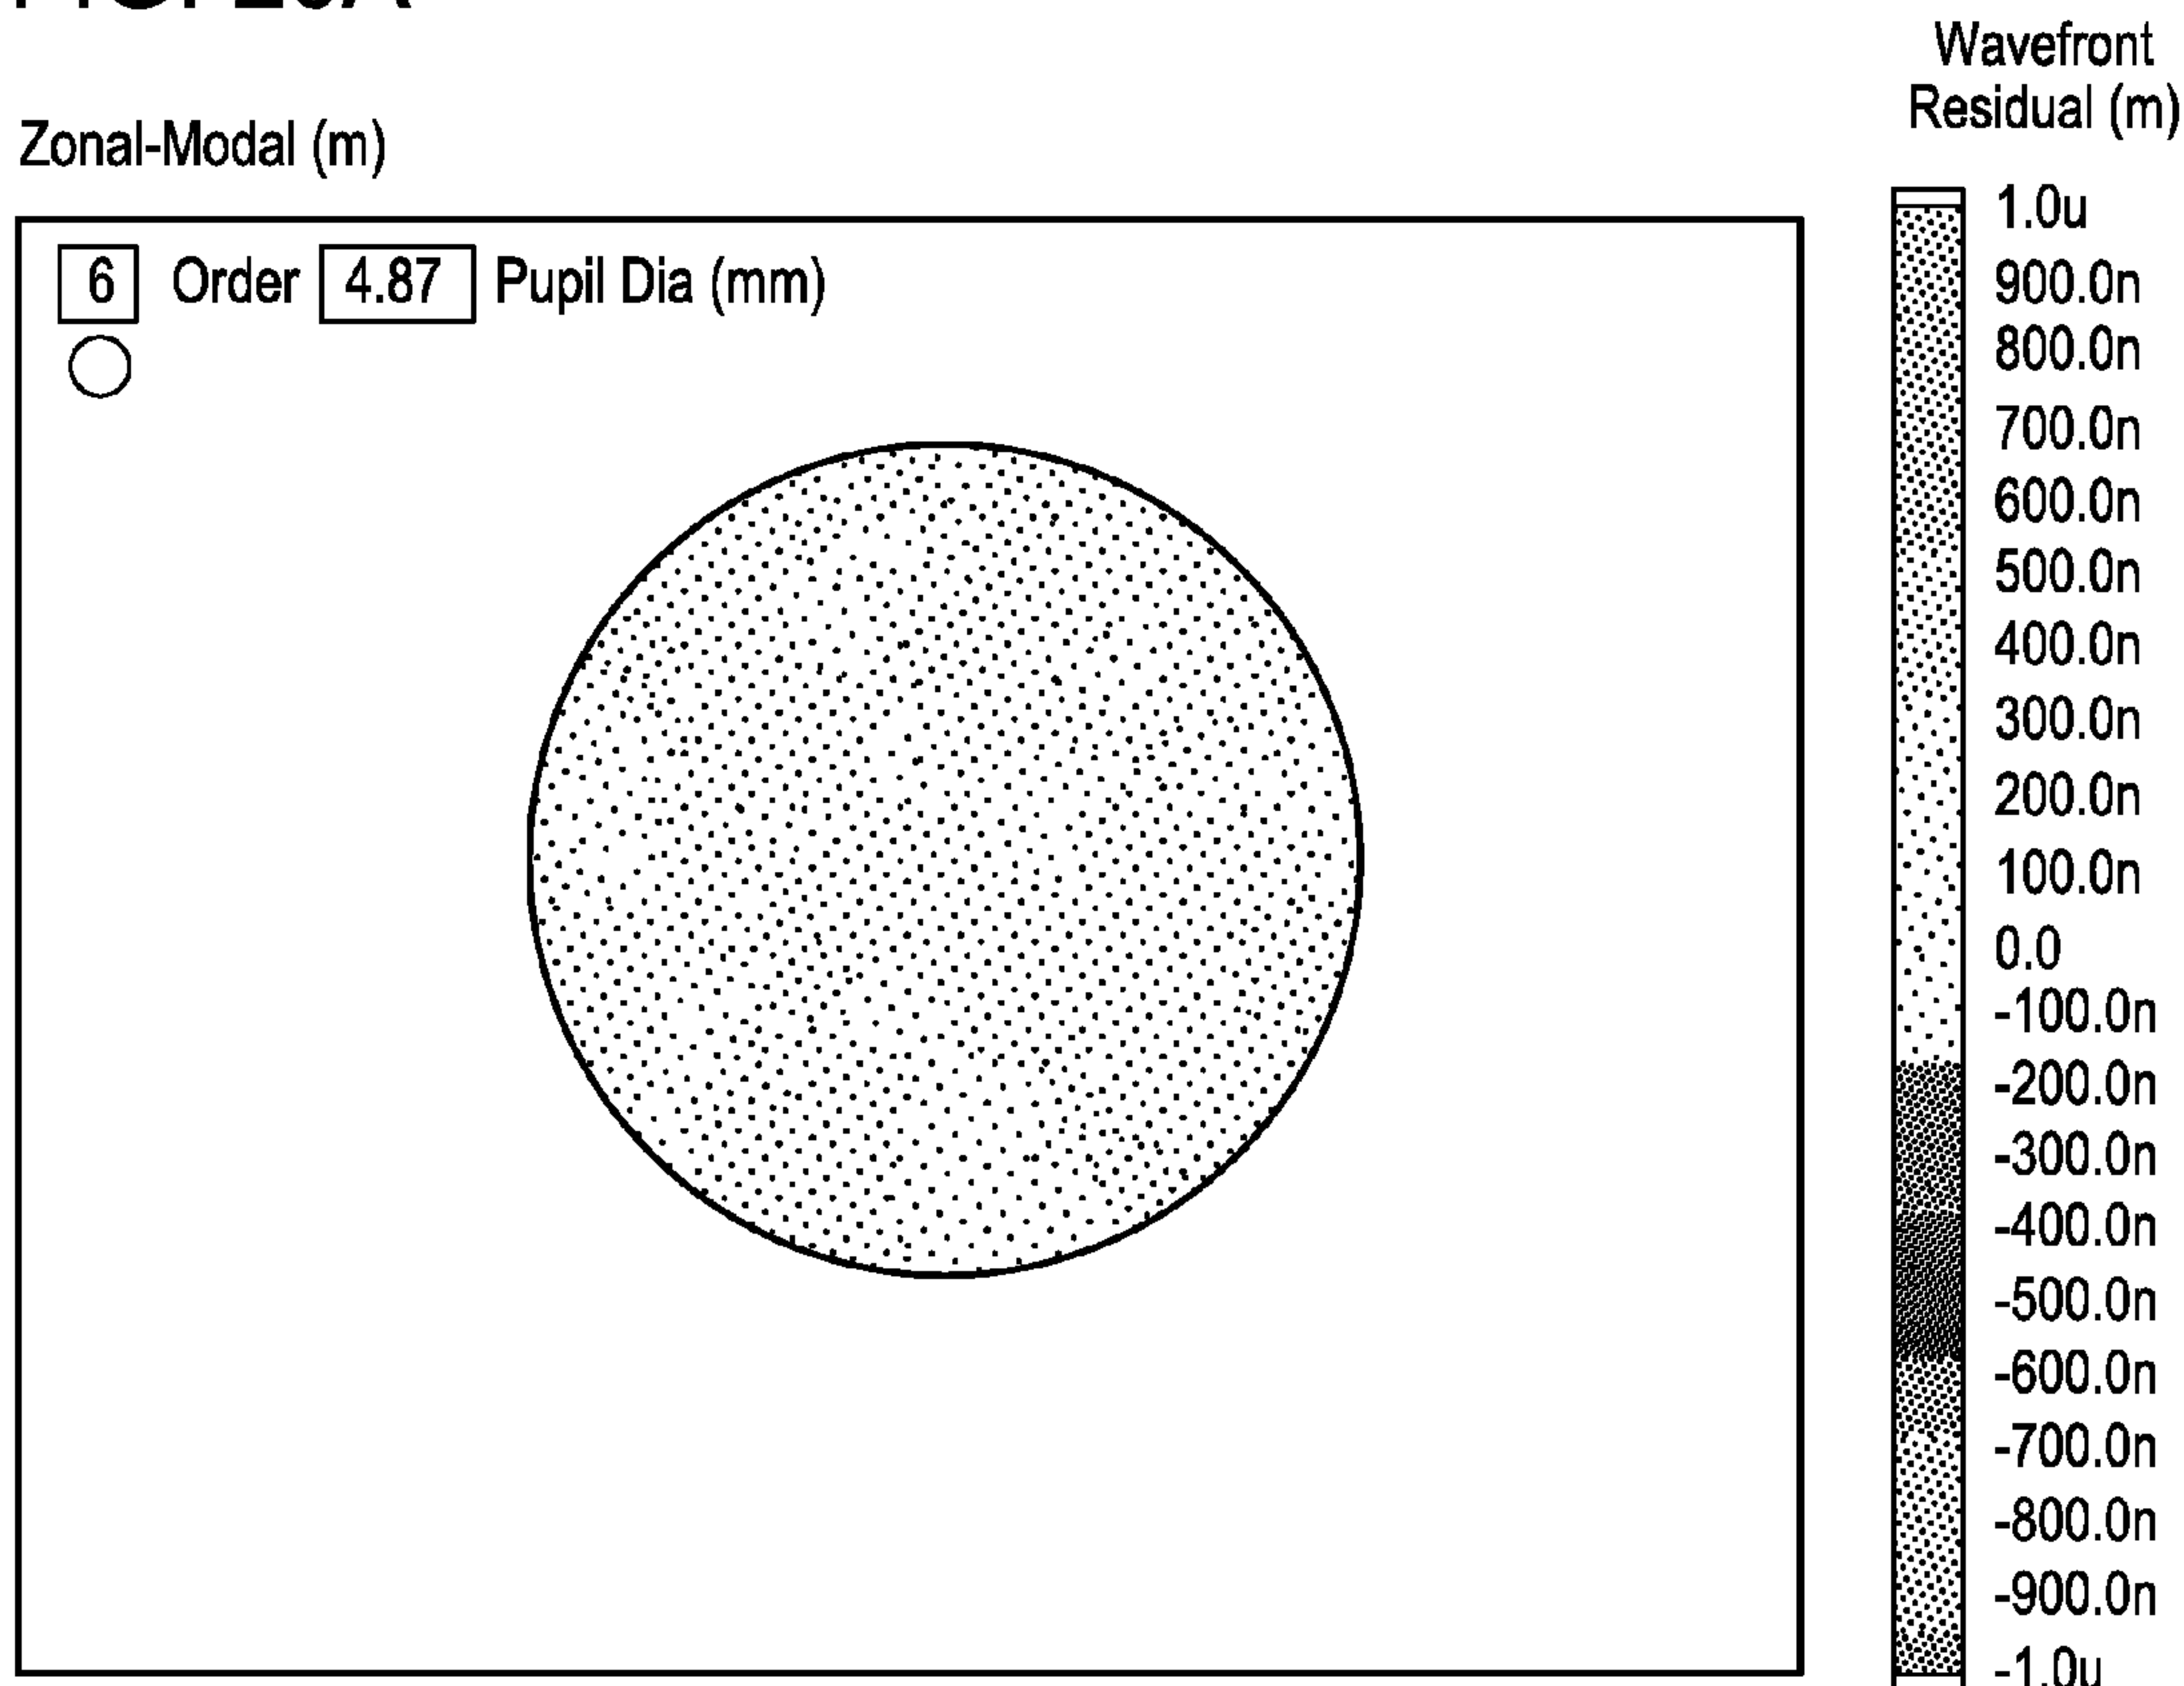 Wavefront
Residual (m)
Zonal-Modal (m)
6 Order 4.87 Pupil Dia (mm)
1.0u
900.0n
800.0n
700.0n
600.0n
500.0n
400.0n
300.0n
200.0n
100.0n
0.0
-100.0n
-200.0n
-300.0n
-400.0n
-500.0n
-600.0n
-700.0n
-800.0n
-900.0n
-1.0u